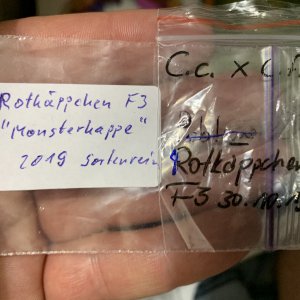 Rotkäppchen F3
"Monsterkappe"
2019 Sortenrein
C.c. x C.
Rotkäppchen
F3 30.10.19